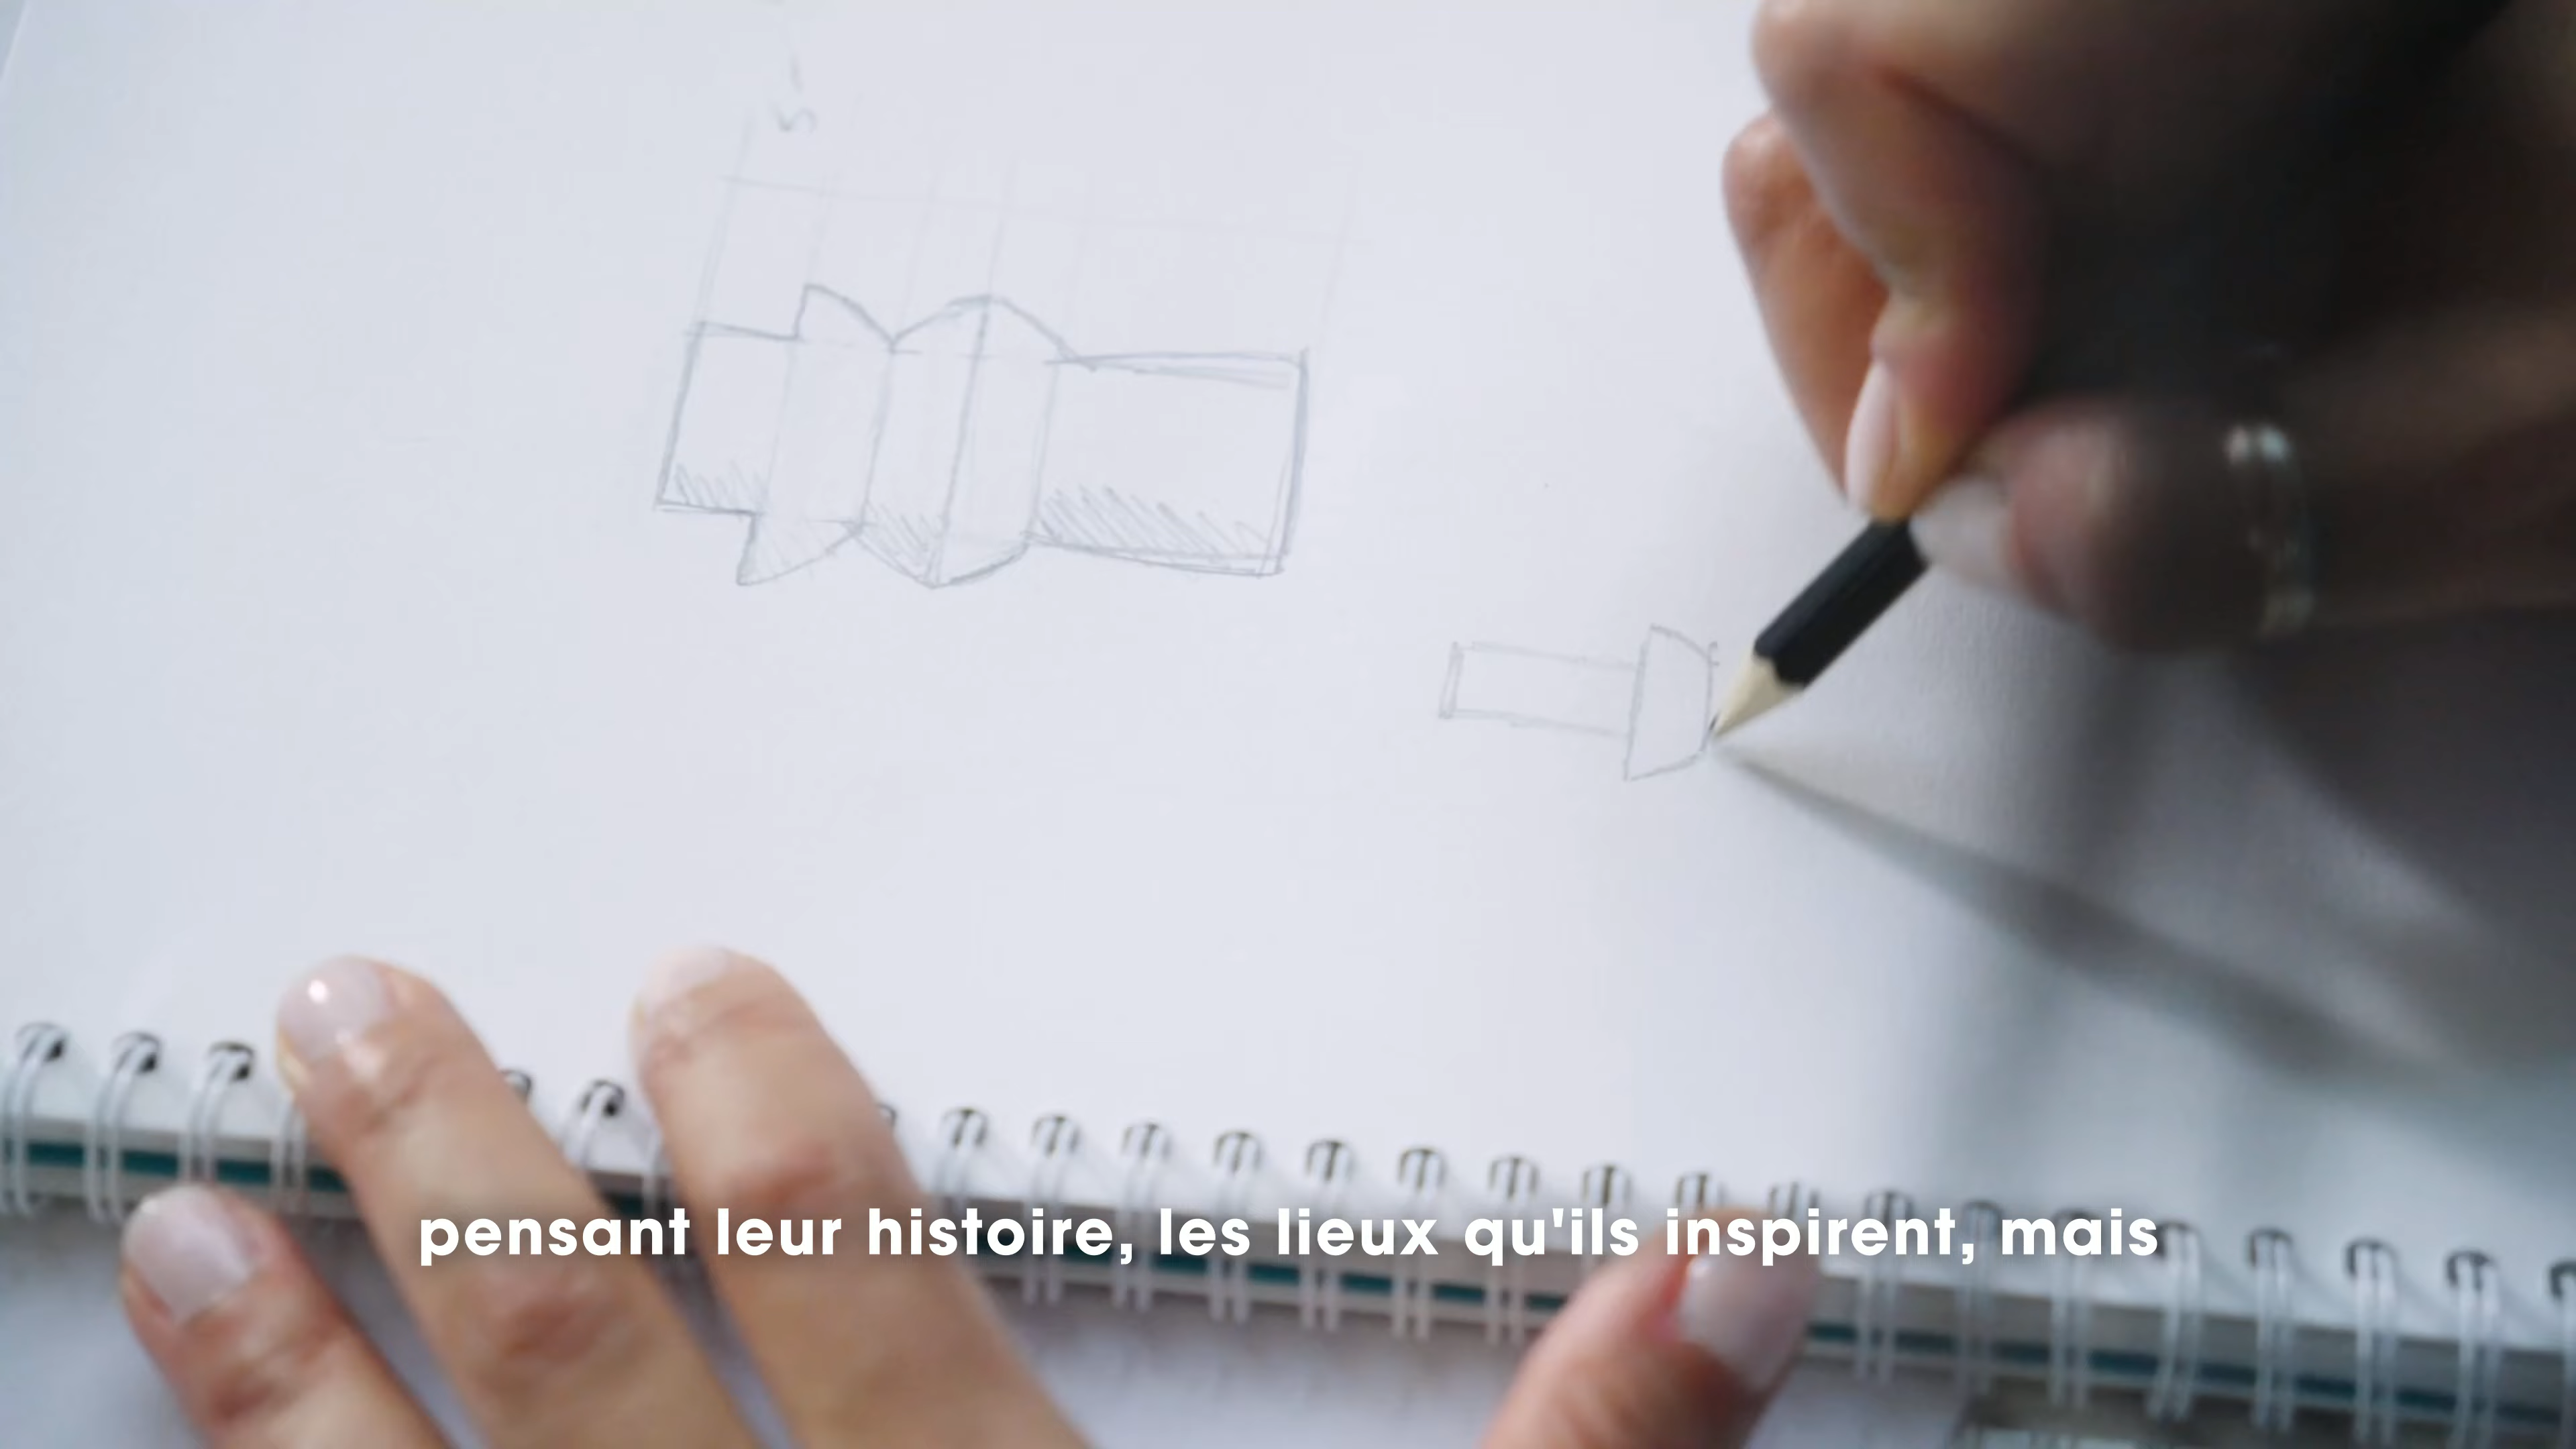 pensant leur histoire, les lieux qu'ils inspirent, mais